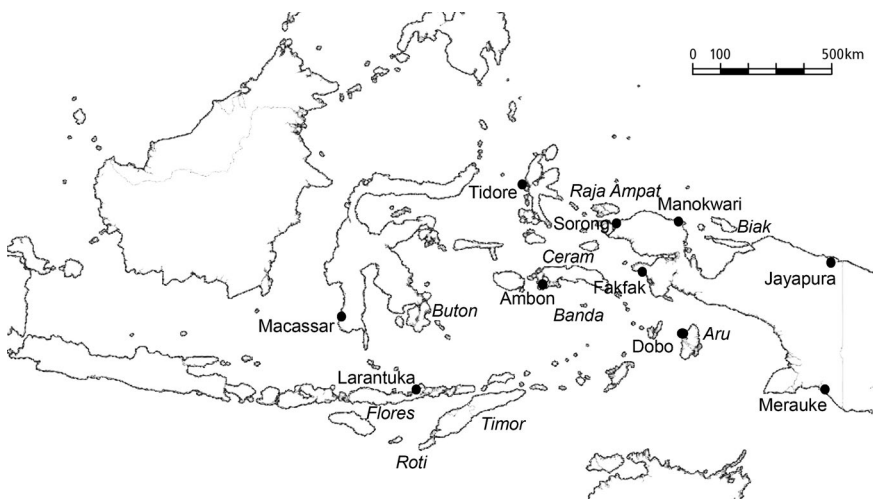 0 100 500km
Tidore
Raja Ampat
Manokwari
Sorong
Biak
Ceram
Jayapura
Fakfak
Ambon
Buton
Banda
Macassar
Aru
Dobo
Larantuka
Merauke
Flores
Timor
Roti